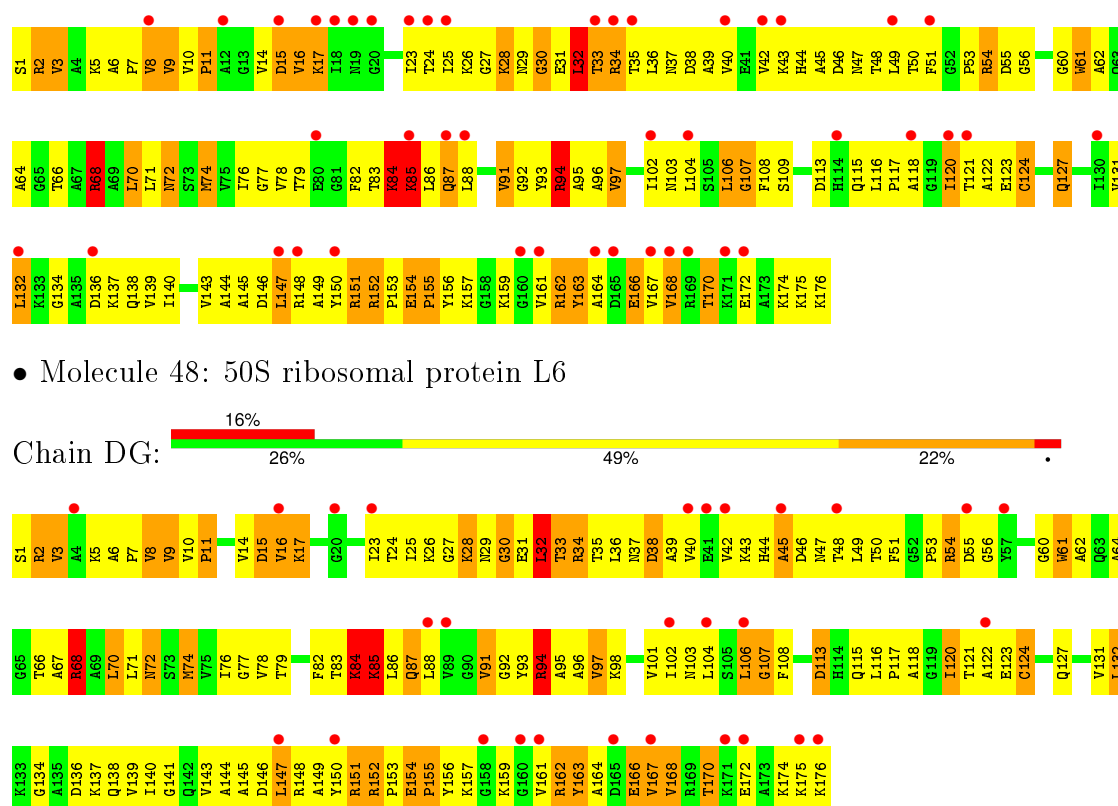 S1 R2 V3 A4 K5 A6 P7 V8 V9 V10 P11 A12 G13 V14 D15 V16 K17 I18 N19 G20 I23 T24 I25 K26 G27 K28 N29 G30 E31 L32 T33 R34 T35 L36 N37 D38 A39 V40 E41 V42 K43 H44 A45 D46 N47 T48 L49 T50 F51 G52 P53 R54 D55 G56 G60 W61 A62 Q63
A64 G65 T66 A67 R68 A69 L70 L71 N72 S73 M74 V75 I76 G77 V78 T79 E80 G81 F82 T83 K84 K85 L86 Q87 L88 V91 G92 Y93 R94 A95 A96 V97 I102 N103 L104 S105 L106 G107 F108 S109 D113 H114 Q115 L116 P117 A118 G119 I120 T121 A122 E123 C124 Q127 I130 V131
L132 K133 G134 A135 D136 K137 Q138 V139 I140 V143 A144 A145 D146 L147 R148 A149 Y150 R151 R152 P153 E154 P155 Y156 K157 G158 K159 G160 V161 R162 Y163 A164 D165 E166 V167 V168 R169 T170 K171 E172 A173 K174 K175 K176
• Molecule 48: 50S ribosomal protein L6
16%
Chain DG:
26% 49% 22% •
S1 R2 V3 A4 K5 A6 P7 V8 V9 V10 P11 V14 D15 V16 K17 G20 I23 T24 I25 K26 G27 K28 N29 G30 E31 L32 T33 R34 T35 L36 N37 D38 A39 V40 E41 V42 K43 H44 A45 D46 N47 T48 L49 T50 F51 G52 P53 R54 D55 G56 Y57 G60 W61 A62 Q63 A64
G65 T66 A67 R68 A69 L70 L71 N72 S73 M74 V75 I76 G77 V78 T79 F82 T83 K84 K85 L86 Q87 L88 V89 G90 V91 G92 Y93 R94 A95 A96 V97 K98 V101 I102 N103 L104 S105 L106 G107 F108 D113 H114 Q115 L116 P117 A118 G119 I120 T121 A122 E123 C124 Q127 V131 L132
K133 G134 A135 D136 K137 Q138 V139 I140 G141 Q142 V143 A144 A145 D146 L147 R148 A149 Y150 R151 R152 P153 E154 P155 Y156 K157 G158 K159 G160 V161 R162 Y163 A164 D165 E166 V167 V168 R169 T170 K171 E172 A173 K174 K175 K176